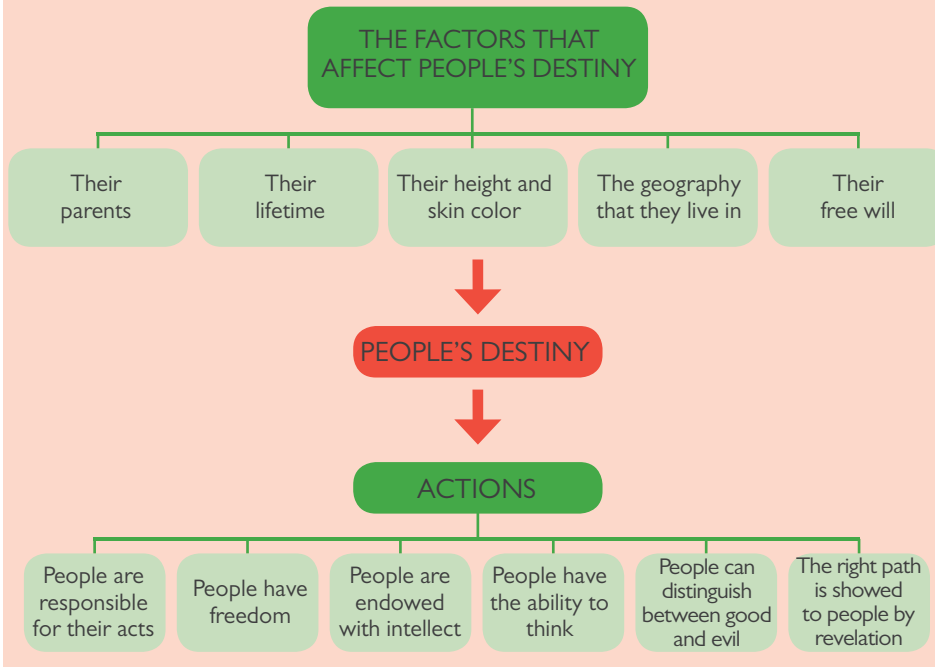 THE FACTORS THAT
AFFECT PEOPLE'S DESTINY
Their
parents
Their
lifetime
Their height and
skin color
The geography
that they live in
Their
free will
PEOPLE'S DESTINY
ACTIONS
People are
responsible
for their acts
People have
freedom
People are
endowed
with intellect
People have
the ability to
think
People can
distinguish
between good
and evil
The right path
is showed
to people by
revelation